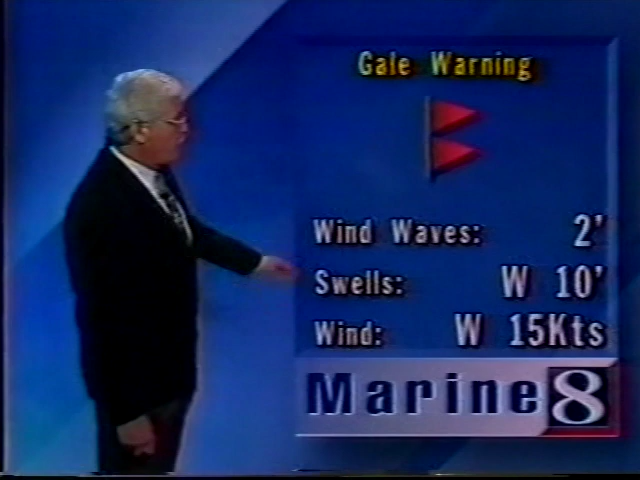 Gale Warning
Wind Waves: 2'
Swells: W 10'
Wind: W 15Kts
Marine 8